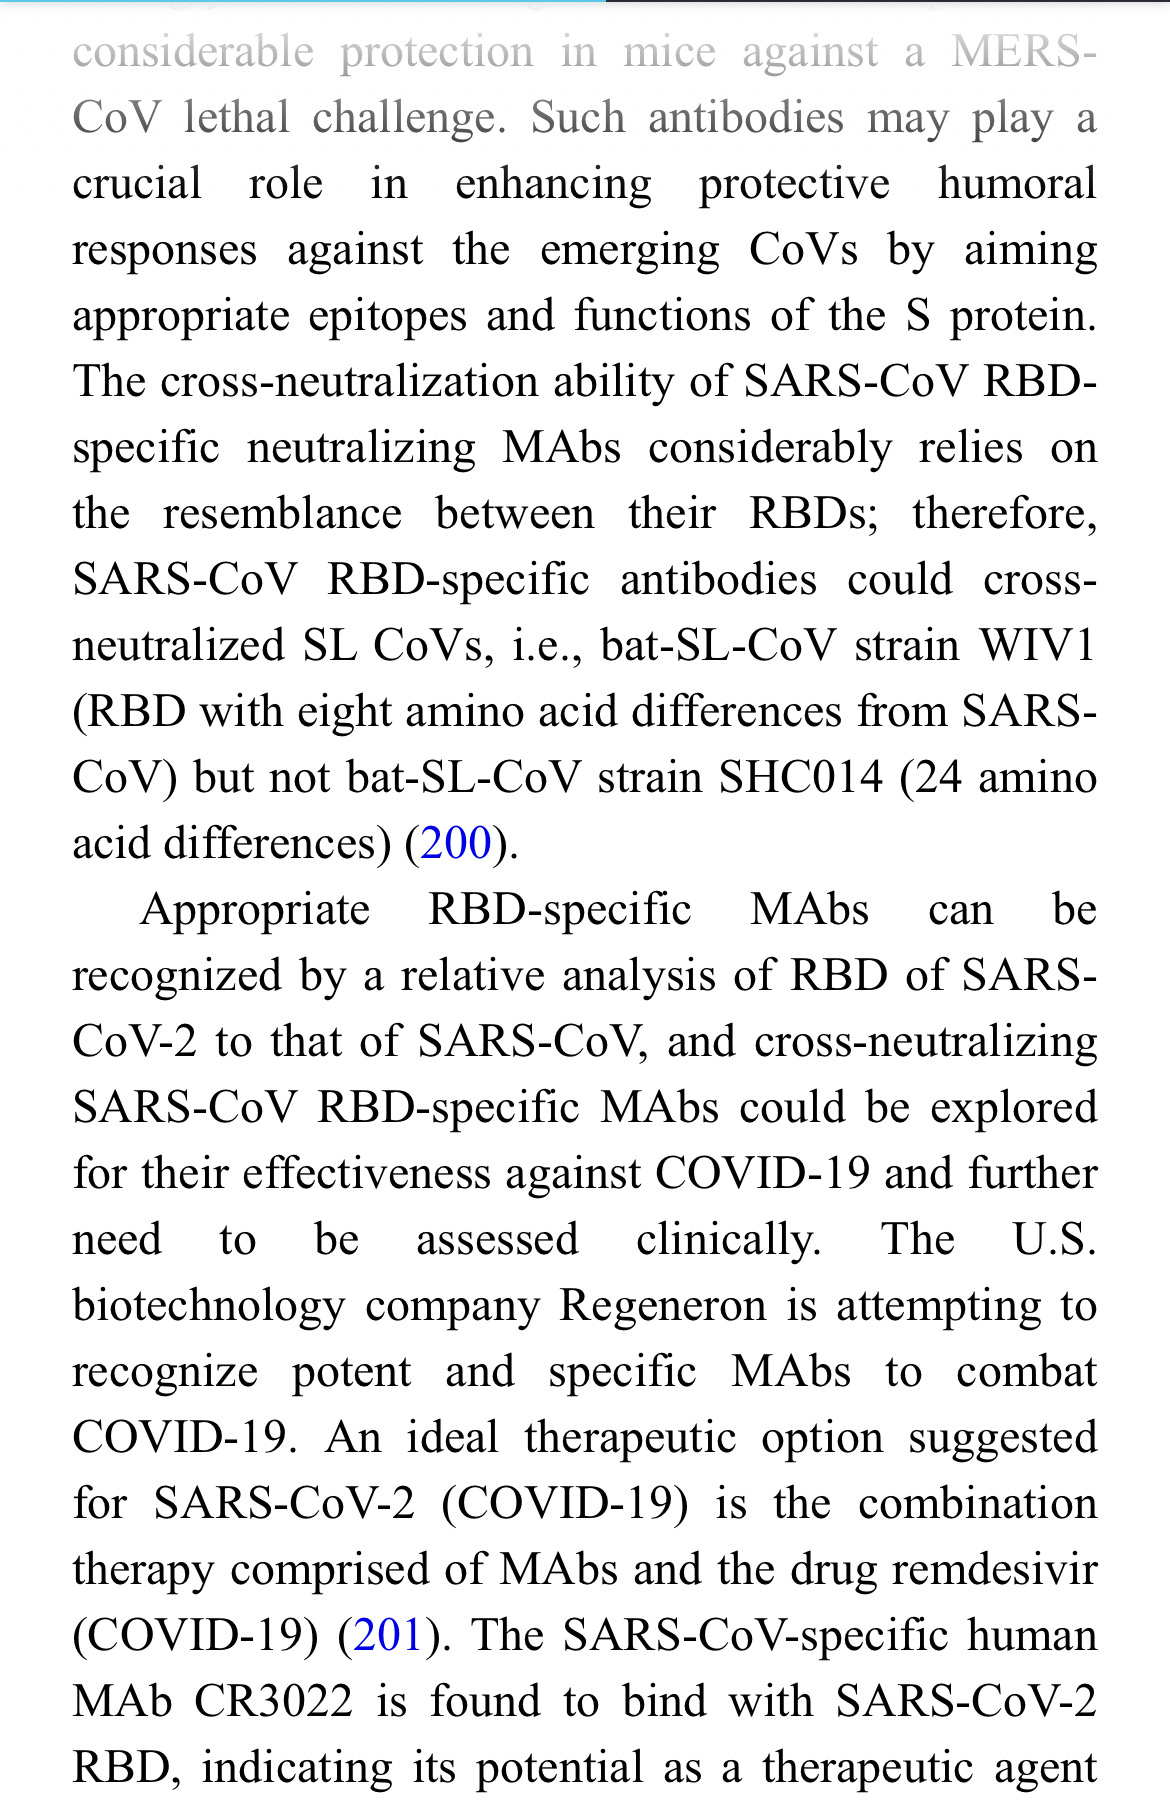 considerable protection in mice against a MERS-
CoV lethal challenge. Such antibodies may play a
crucial role in enhancing protective humoral
responses against the emerging CoVs by aiming
appropriate epitopes and functions of the S protein.
The cross-neutralization ability of SARS-CoV RBD-
specific neutralizing MAbs considerably relies on
the resemblance between their RBDs; therefore,
SARS-CoV RBD-specific antibodies could cross-
neutralized SL CoVs, i.e., bat-SL-CoV strain WIV1
(RBD with eight amino acid differences from SARS-
CoV) but not bat-SL-CoV strain SHC014 (24 amino
acid differences) (200).
Appropriate RBD-specific MAbs can be
recognized by a relative analysis of RBD of SARS-
CoV-2 to that of SARS-CoV, and cross-neutralizing
SARS-CoV RBD-specific MAbs could be explored
for their effectiveness against COVID-19 and further
need to be assessed clinically. The U.S.
biotechnology company Regeneron is attempting to
recognize potent and specific MAbs to combat
COVID-19. An ideal therapeutic option suggested
for SARS-CoV-2 (COVID-19) is the combination
therapy comprised of MAbs and the drug remdesivir
(COVID-19) (201). The SARS-CoV-specific human
MAb CR3022 is found to bind with SARS-CoV-2
RBD, indicating its potential as a therapeutic agent